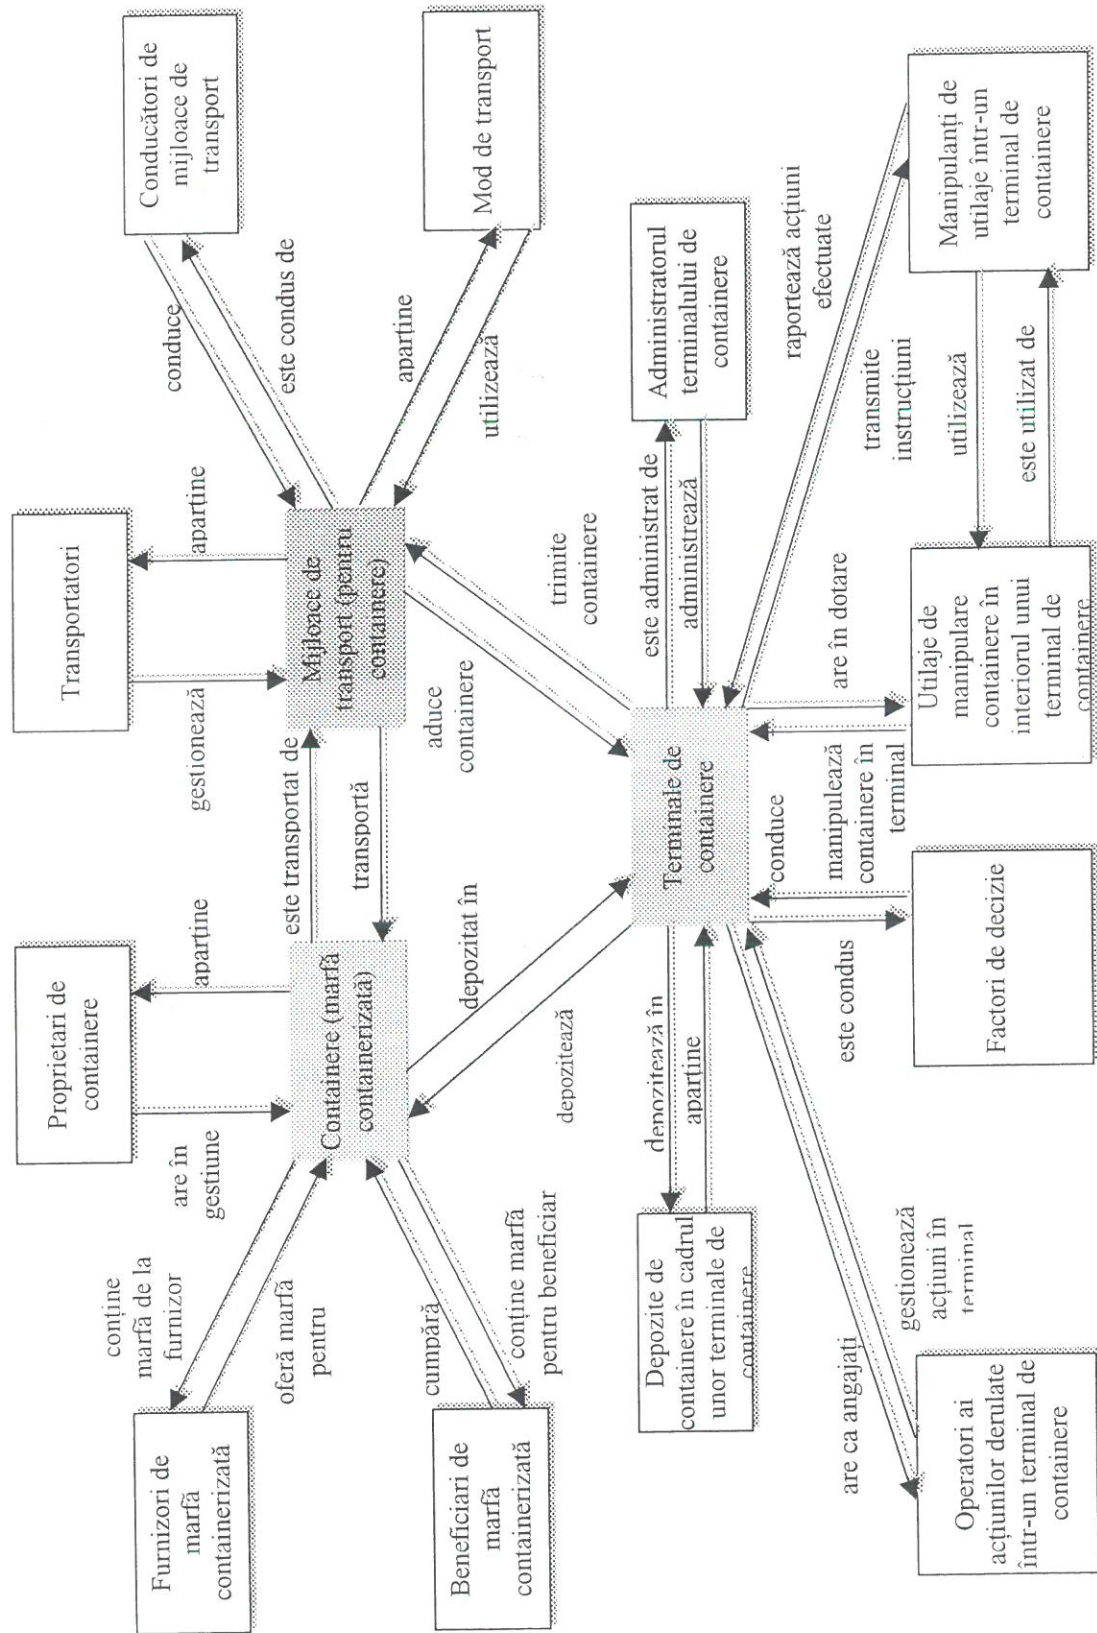 Furnizori de
marfă
containerizată
Beneficiari de
marfă
containerizată
conține
marfă de la
furnizor
oferă marfă
pentru
cumpără
conține marfă
pentru beneficiar
Proprietari de
containere
are în
gestiune
aparține
Containere (marfă
containerizată)
este transportat de
transportă
depozitat în
depozitează
Transportatori
gestionează
aparține
Mijloace de
transport (pentru
containere)
aduce
containere
trimite
containere
Conducători de
mijloace de
transport
conduce
este condus de
Mod de transport
aparține
utilizează
Depozite de
containere în cadrul
unor terminale de
containere
depozitează în
aparține
Terminale de
containere
este administrat de
administrează
Administratorul
terminalului de
containere
raportează acțiuni
efectuate
transmite
instrucțiuni
are ca angajați
gestionează
acțiuni în
terminal
este condus
conduce
manipulează
containere în
terminal
are în dotare
utilizează
este utilizat de
Operatori ai
acțiunilor derulate
într-un terminal de
containere
Factori de decizie
Utilaje de
manipulare
containere în
interiorul unui
terminal de
containere
Manipulanți de
utilaje într-un
terminal de
containere